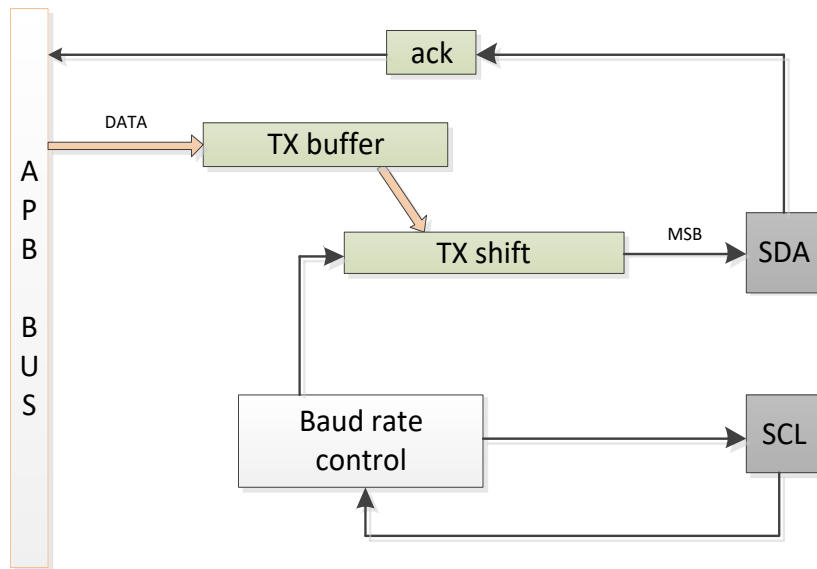 ack
DATA
TX buffer
A
P
B
B
U
S
TX shift
MSB
SDA
Baud rate
control
SCL